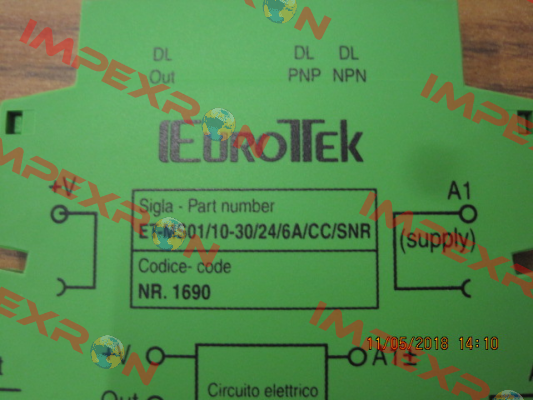 IMPEXRON
DL DL DL
Out PNP NPN
EUROTEK
+V
A1
Sigla - Part number
ET-MS01/10-30/24/6A/CC/SNR
(supply)
Codice- code
NR. 1690
11/05/2018 14:10
+V
A1±
Out
Circuito elettrico